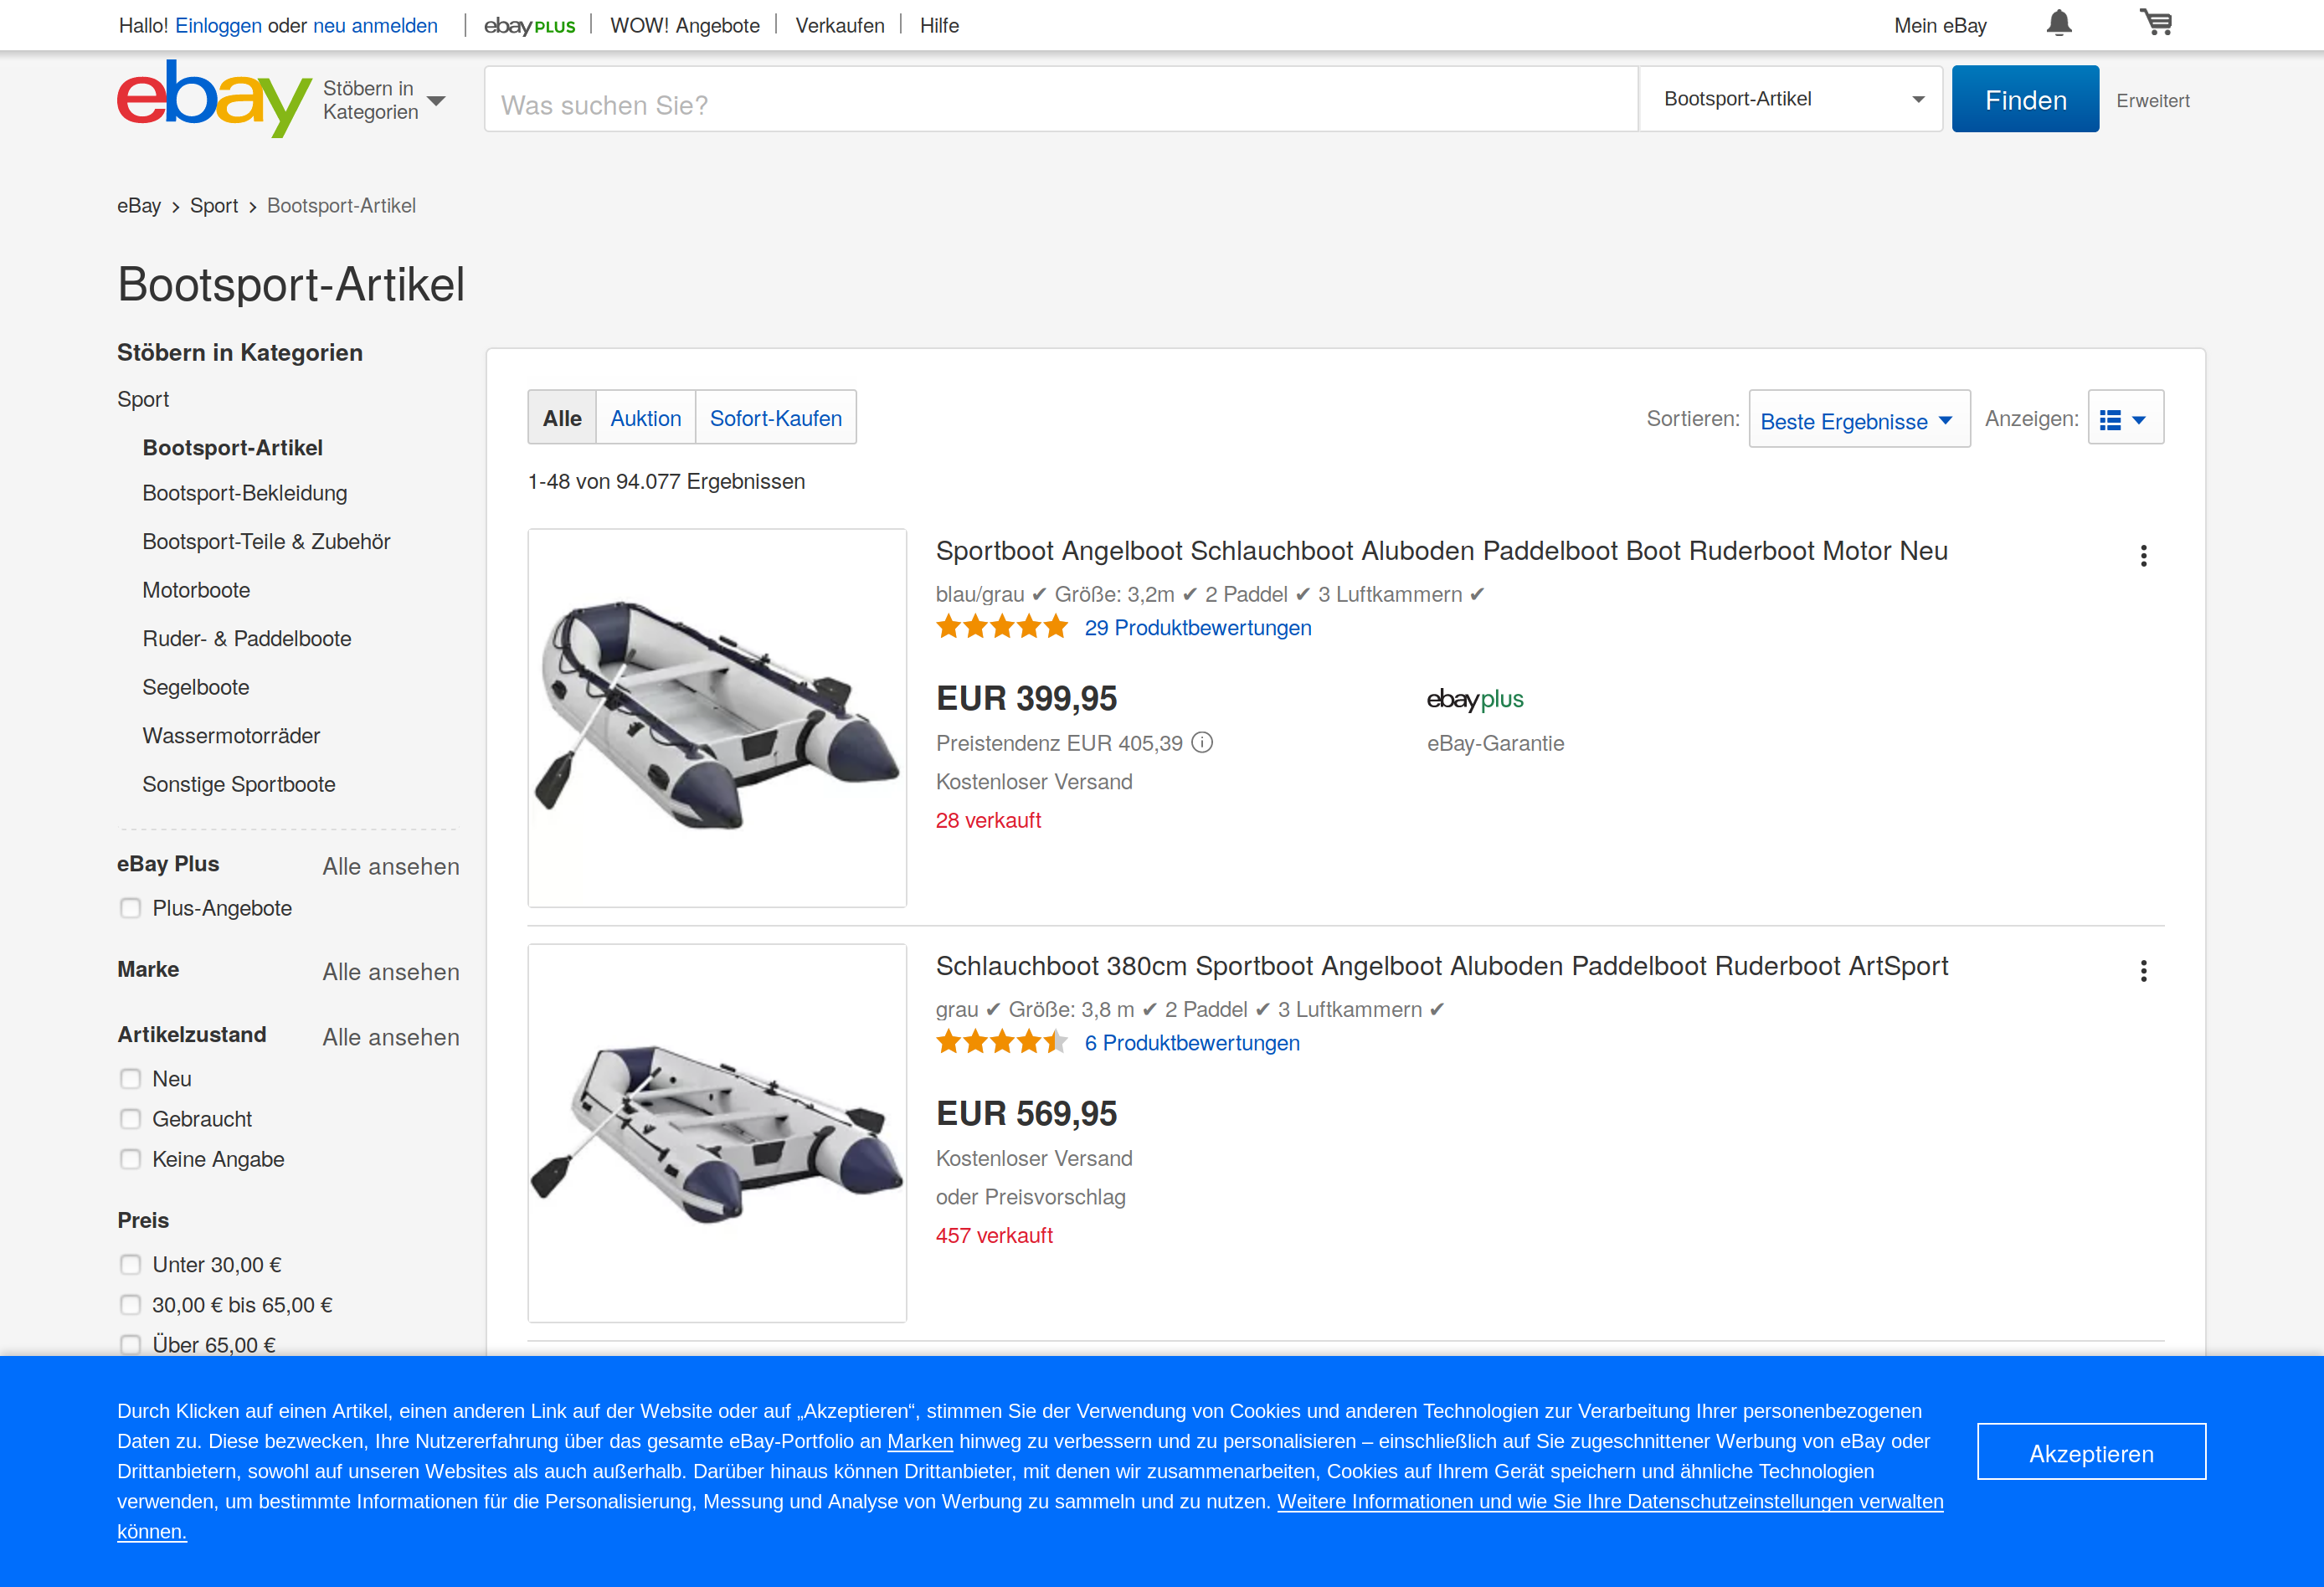 Hallo! Einloggen oder neu anmelden
ebay PLUS
WOW! Angebote
Verkaufen
Hilfe
Mein eBay
ebay
Stöbern in
Kategorien
Was suchen Sie?
Bootsport-Artikel
Finden
Erweitert
eBay > Sport > Bootsport-Artikel
Bootsport-Artikel
Stöbern in Kategorien
Sport
Bootsport-Artikel
Bootsport-Bekleidung
Bootsport-Teile & Zubehör
Motorboote
Ruder- & Paddelboote
Segelboote
Wassermotorräder
Sonstige Sportboote
eBay Plus
Alle ansehen
Plus-Angebote
Marke
Alle ansehen
Artikelzustand
Alle ansehen
Neu
Gebraucht
Keine Angabe
Preis
Unter 30,00 €
30,00 € bis 65,00 €
Über 65,00 €
Alle
Auktion
Sofort-Kaufen
Sortieren:
Beste Ergebnisse
Anzeigen:
1-48 von 94.077 Ergebnissen
Sportboot Angelboot Schlauchboot Aluboden Paddelboot Boot Ruderboot Motor Neu
blau/grau ✔ Größe: 3,2m ✔ 2 Paddel ✔ 3 Luftkammern ✔
29 Produktbewertungen
EUR 399,95
ebayplus
Preistendenz EUR 405,39
eBay-Garantie
Kostenloser Versand
28 verkauft
Schlauchboot 380cm Sportboot Angelboot Aluboden Paddelboot Ruderboot ArtSport
grau ✔ Größe: 3,8 m ✔ 2 Paddel ✔ 3 Luftkammern ✔
6 Produktbewertungen
EUR 569,95
Kostenloser Versand
oder Preisvorschlag
457 verkauft
Durch Klicken auf einen Artikel, einen anderen Link auf der Website oder auf „Akzeptieren“, stimmen Sie der Verwendung von Cookies und anderen Technologien zur Verarbeitung Ihrer personenbezogenen
Daten zu. Diese bezwecken, Ihre Nutzererfahrung über das gesamte eBay-Portfolio an Marken hinweg zu verbessern und zu personalisieren – einschließlich auf Sie zugeschnittener Werbung von eBay oder
Drittanbietern, sowohl auf unseren Websites als auch außerhalb. Darüber hinaus können Drittanbieter, mit denen wir zusammenarbeiten, Cookies auf Ihrem Gerät speichern und ähnliche Technologien
verwenden, um bestimmte Informationen für die Personalisierung, Messung und Analyse von Werbung zu sammeln und zu nutzen. Weitere Informationen und wie Sie Ihre Datenschutzeinstellungen verwalten
können.
Akzeptieren